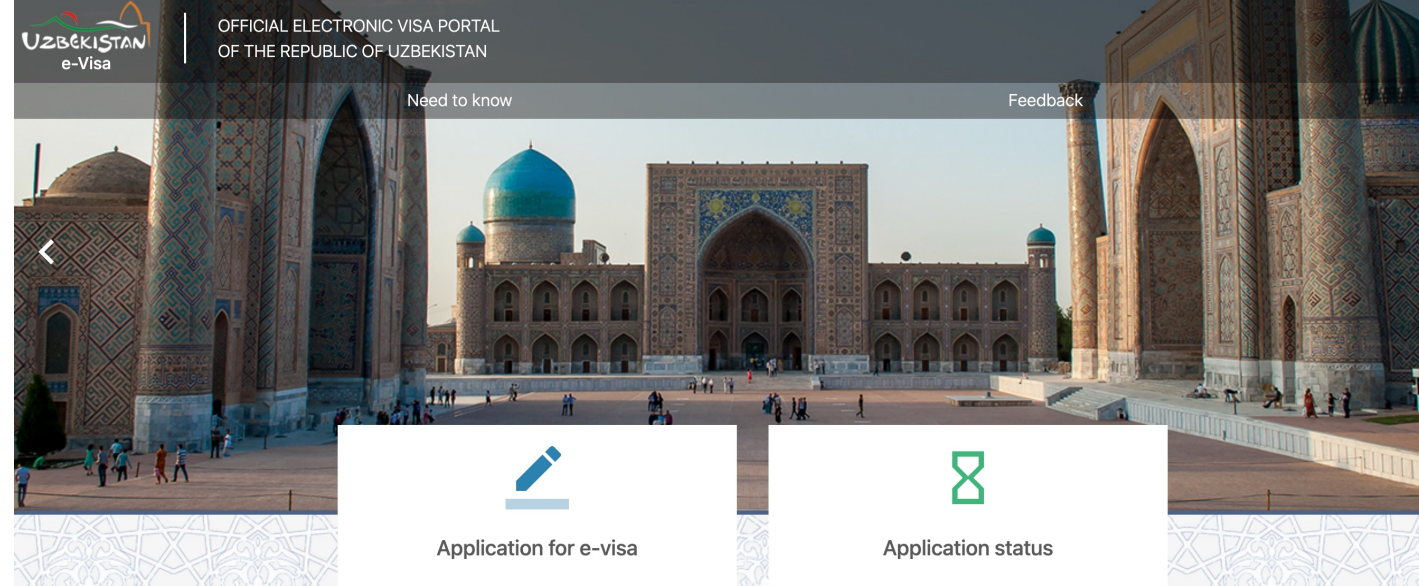 UZBEKISTAN
e-Visa
OFFICIAL ELECTRONIC VISA PORTAL
OF THE REPUBLIC OF UZBEKISTAN
Need to know
Feedback
Application for e-visa
Application status